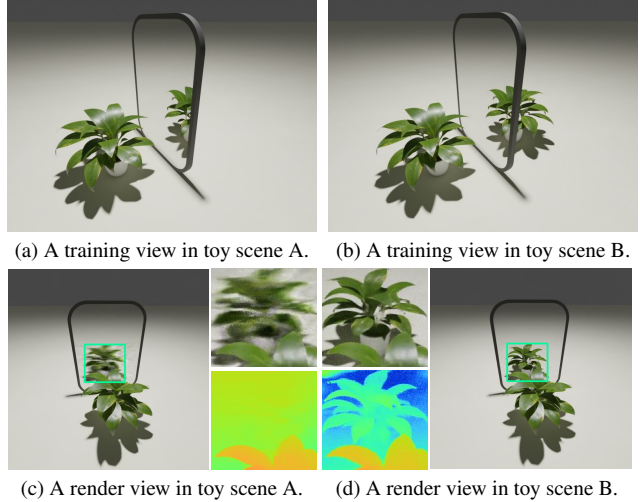 (a) A training view in toy scene A.
(b) A training view in toy scene B.
(c) A render view in toy scene A.
(d) A render view in toy scene B.